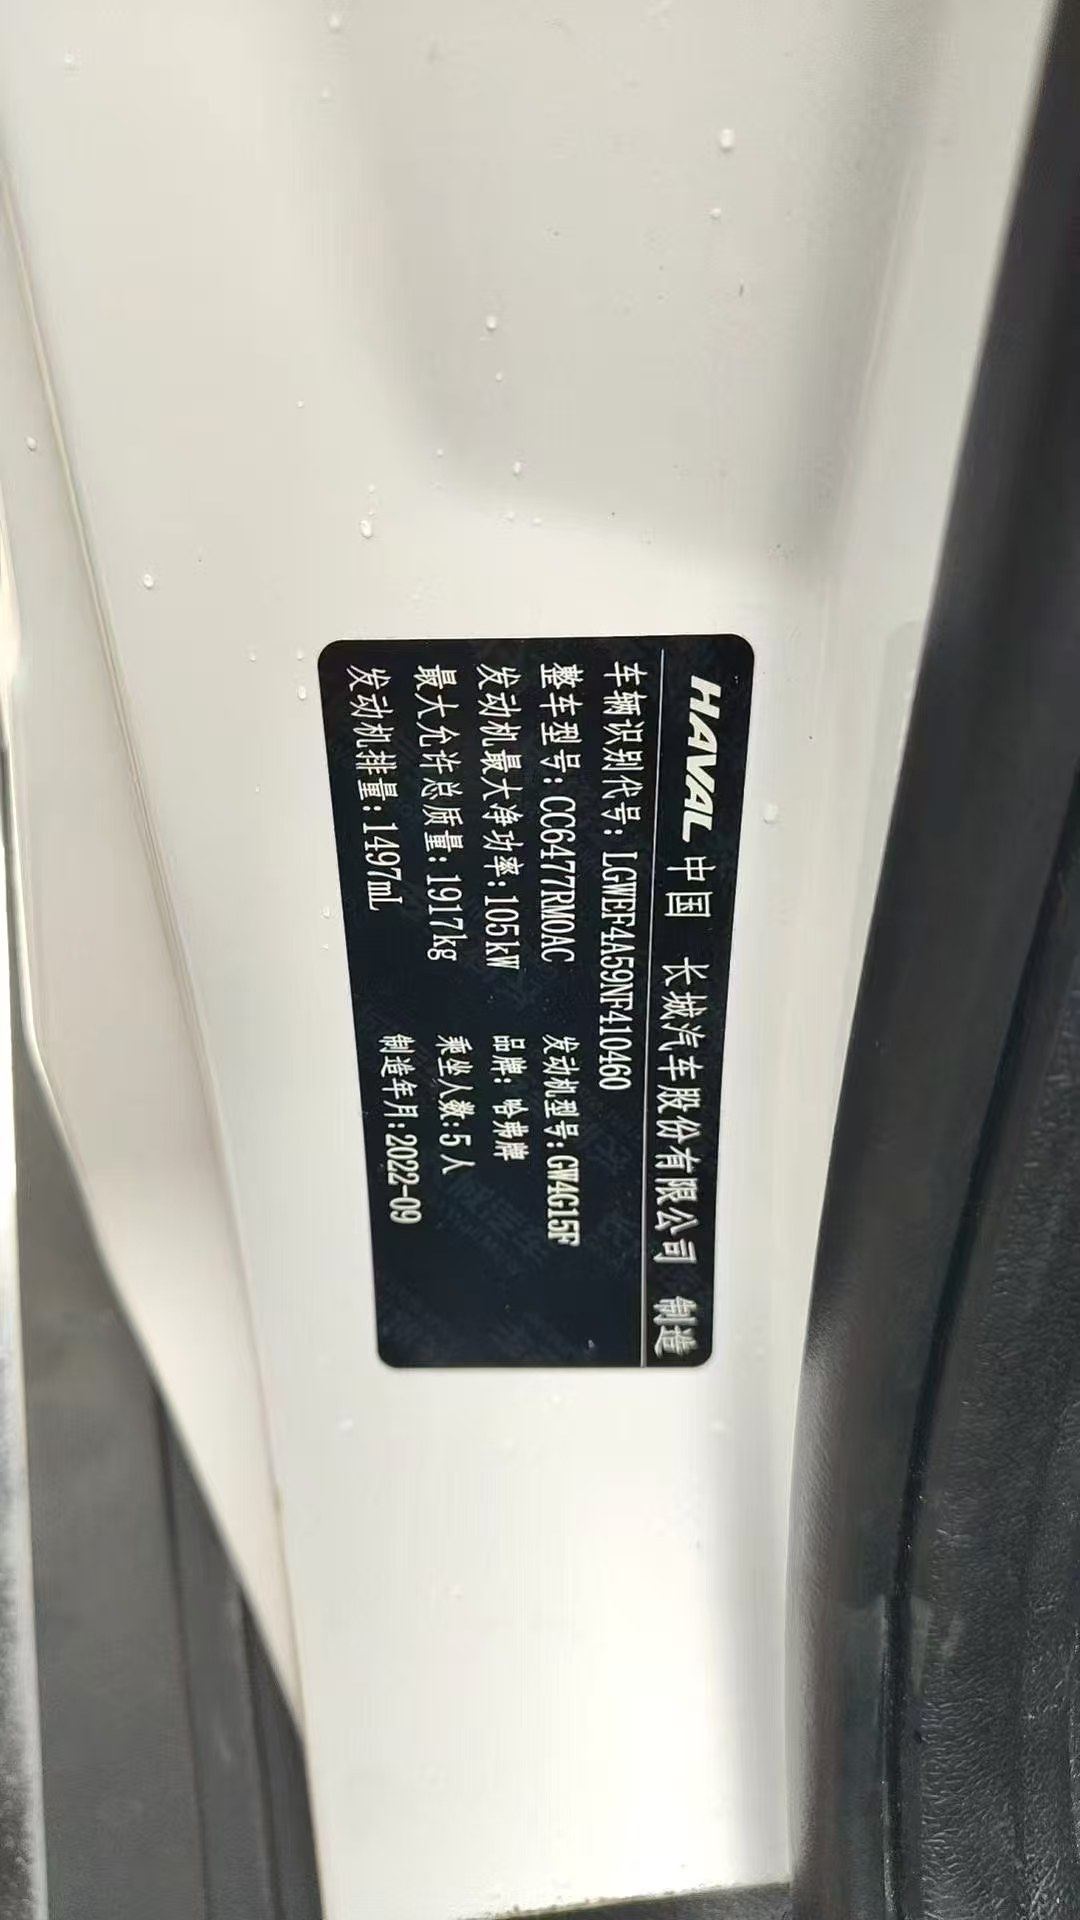 HAVAL 中国 长城汽车股份有限公司 制造
车辆识别代号：LGWEF4A59NF410460
整车型号：CC6477RM0AC 发动机型号：GW4G15F
发动机最大净功率：105kW 品牌：哈弗牌
最大允许总质量：1917kg 乘坐人数：5人
发动机排量：1497mL 制造年月：2022-09